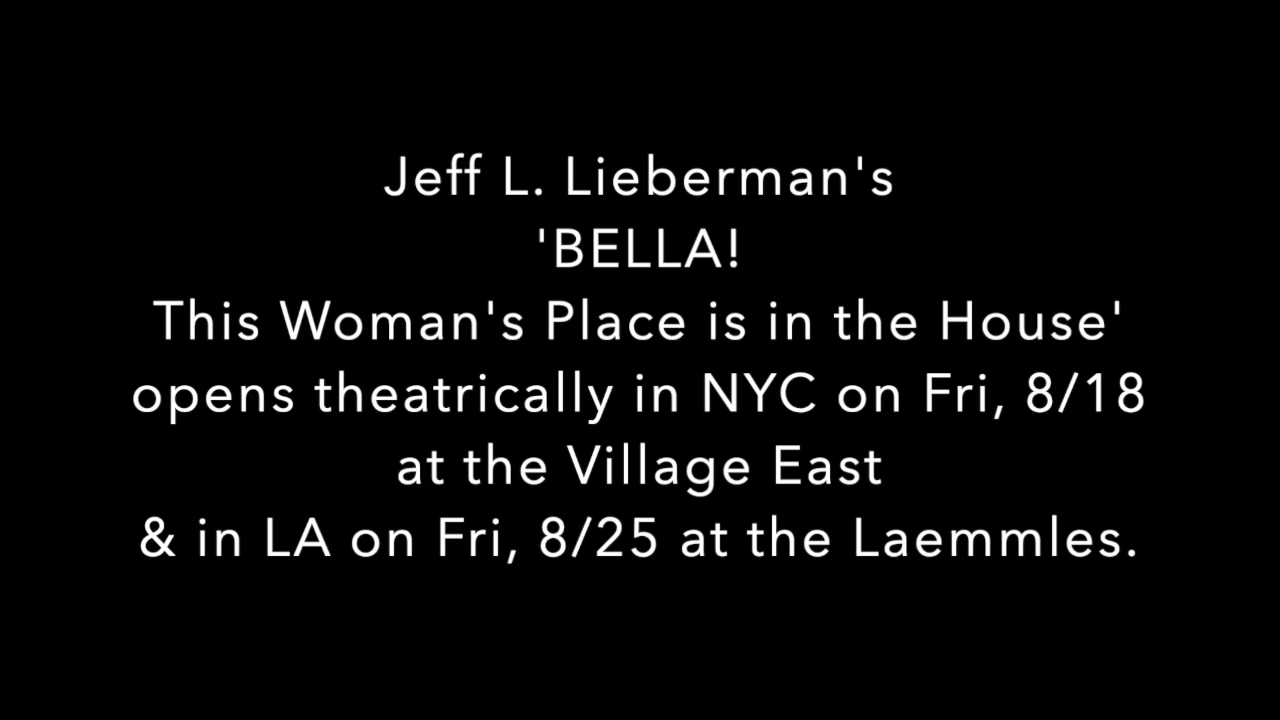 Jeff L. Lieberman's
'BELLA!
This Woman's Place is in the House'
opens theatrically in NYC on Fri, 8/18
at the Village East
& in LA on Fri, 8/25 at the Laemmles.